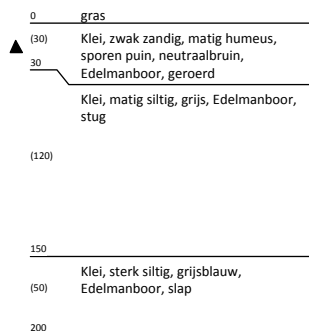 0 gras
(30) Klei, zwak zandig, matig humeus,
sporen puin, neutraalbruin,
Edelmanboor, geroerd
30
Klei, matig siltig, grijs, Edelmanboor,
stug
(120)
150
Klei, sterk siltig, grijsblauw,
(50) Edelmanboor, slap
200